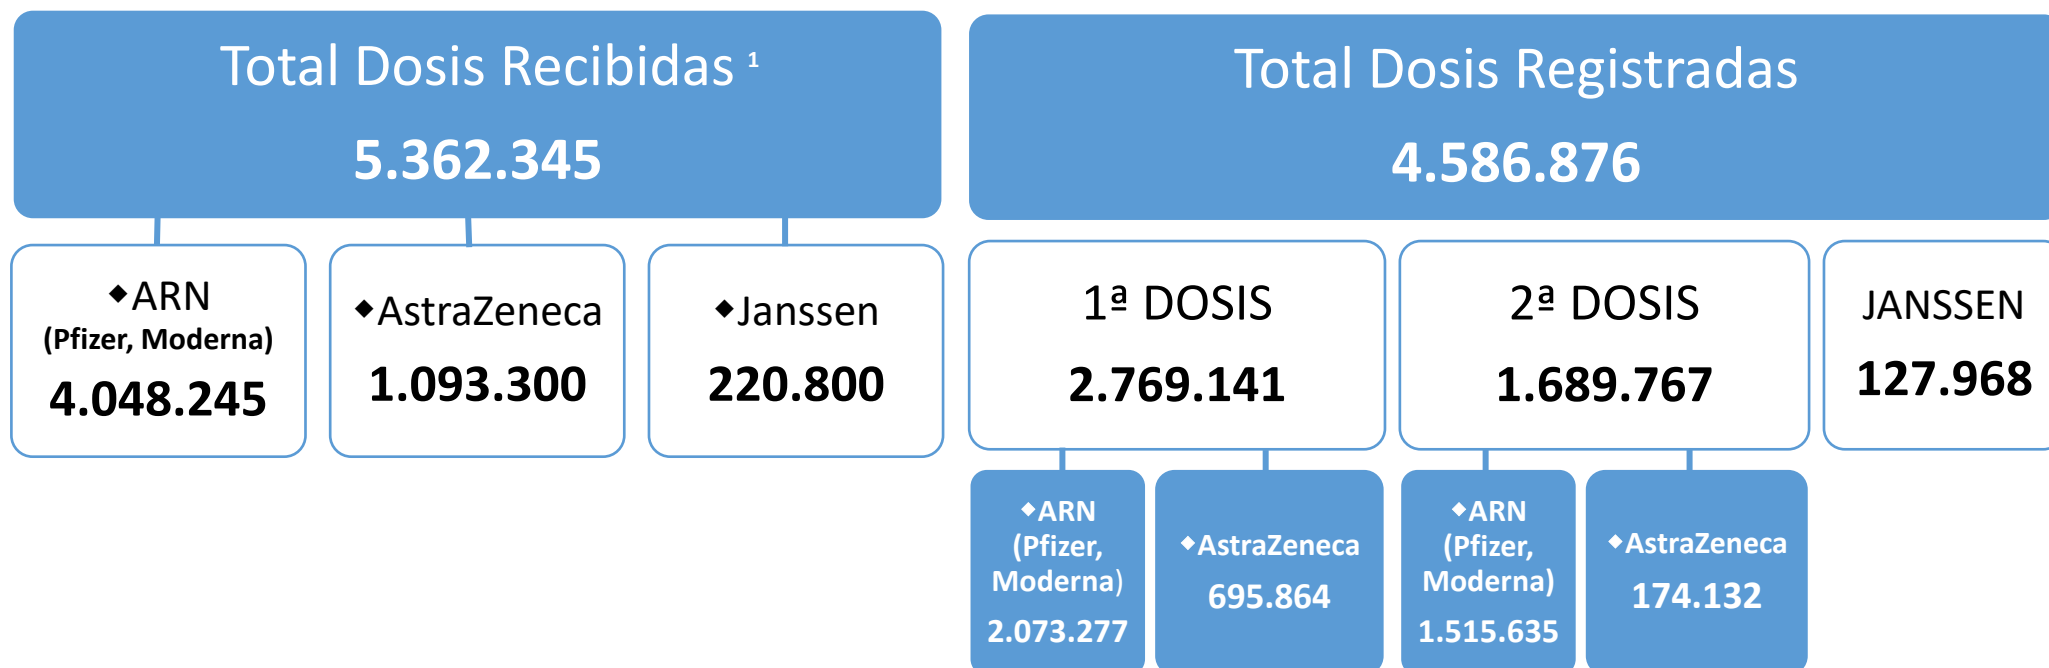 Total Dosis Recibidas 1
5.362.345
◆ARN
(Pfizer, Moderna)
4.048.245
◆AstraZeneca
1.093.300
◆Janssen
220.800
Total Dosis Registradas
4.586.876
1ª DOSIS
2.769.141
2ª DOSIS
1.689.767
JANSSEN
127.968
◆ARN
(Pfizer,
Moderna)
2.073.277
◆AstraZeneca
695.864
◆ARN
(Pfizer,
Moderna)
1.515.635
◆AstraZeneca
174.132